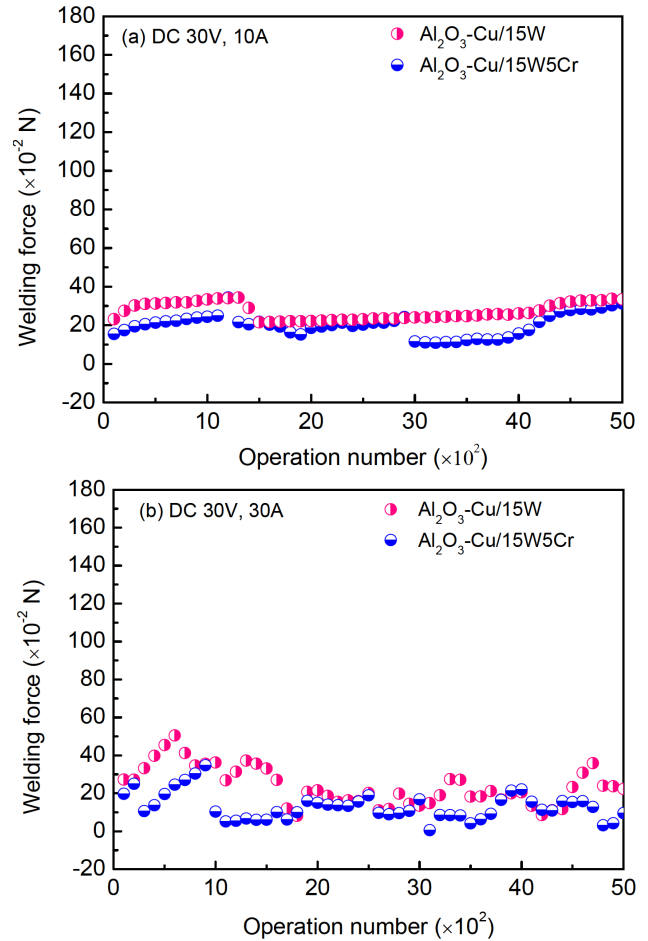 180
160
140
120
100
80
60
40
20
0
-20
Welding force (×10⁻² N)
(a) DC 30V, 10A
Al₂O₃-Cu/15W
Al₂O₃-Cu/15W5Cr
0 10 20 30 40 50
Operation number (×10²)
180
160
140
120
100
80
60
40
20
0
-20
Welding force (×10⁻² N)
(b) DC 30V, 30A
Al₂O₃-Cu/15W
Al₂O₃-Cu/15W5Cr
0 10 20 30 40 50
Operation number (×10²)